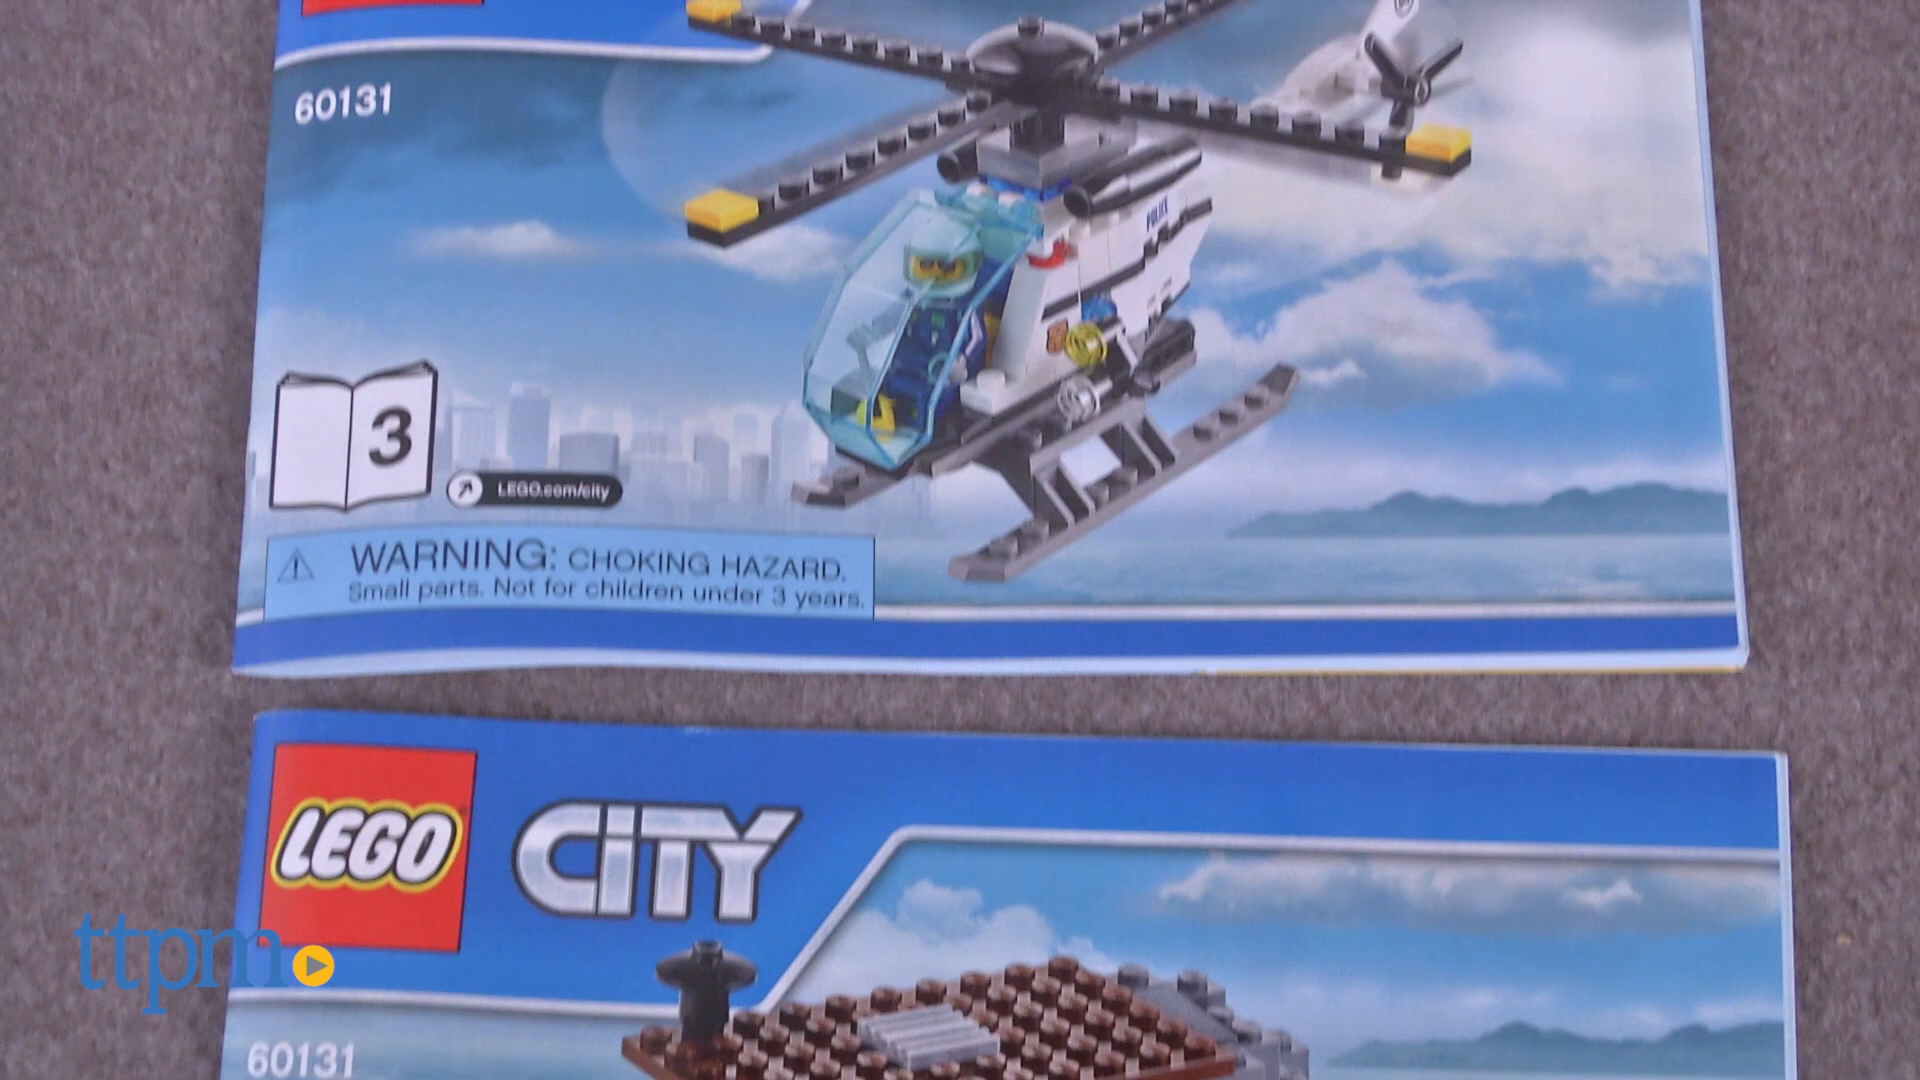 60131
POLICE
3
LEGO.com/city
WARNING: CHOKING HAZARD.
Small parts. Not for children under 3 years.
LEGO CITY
ttpm
60131